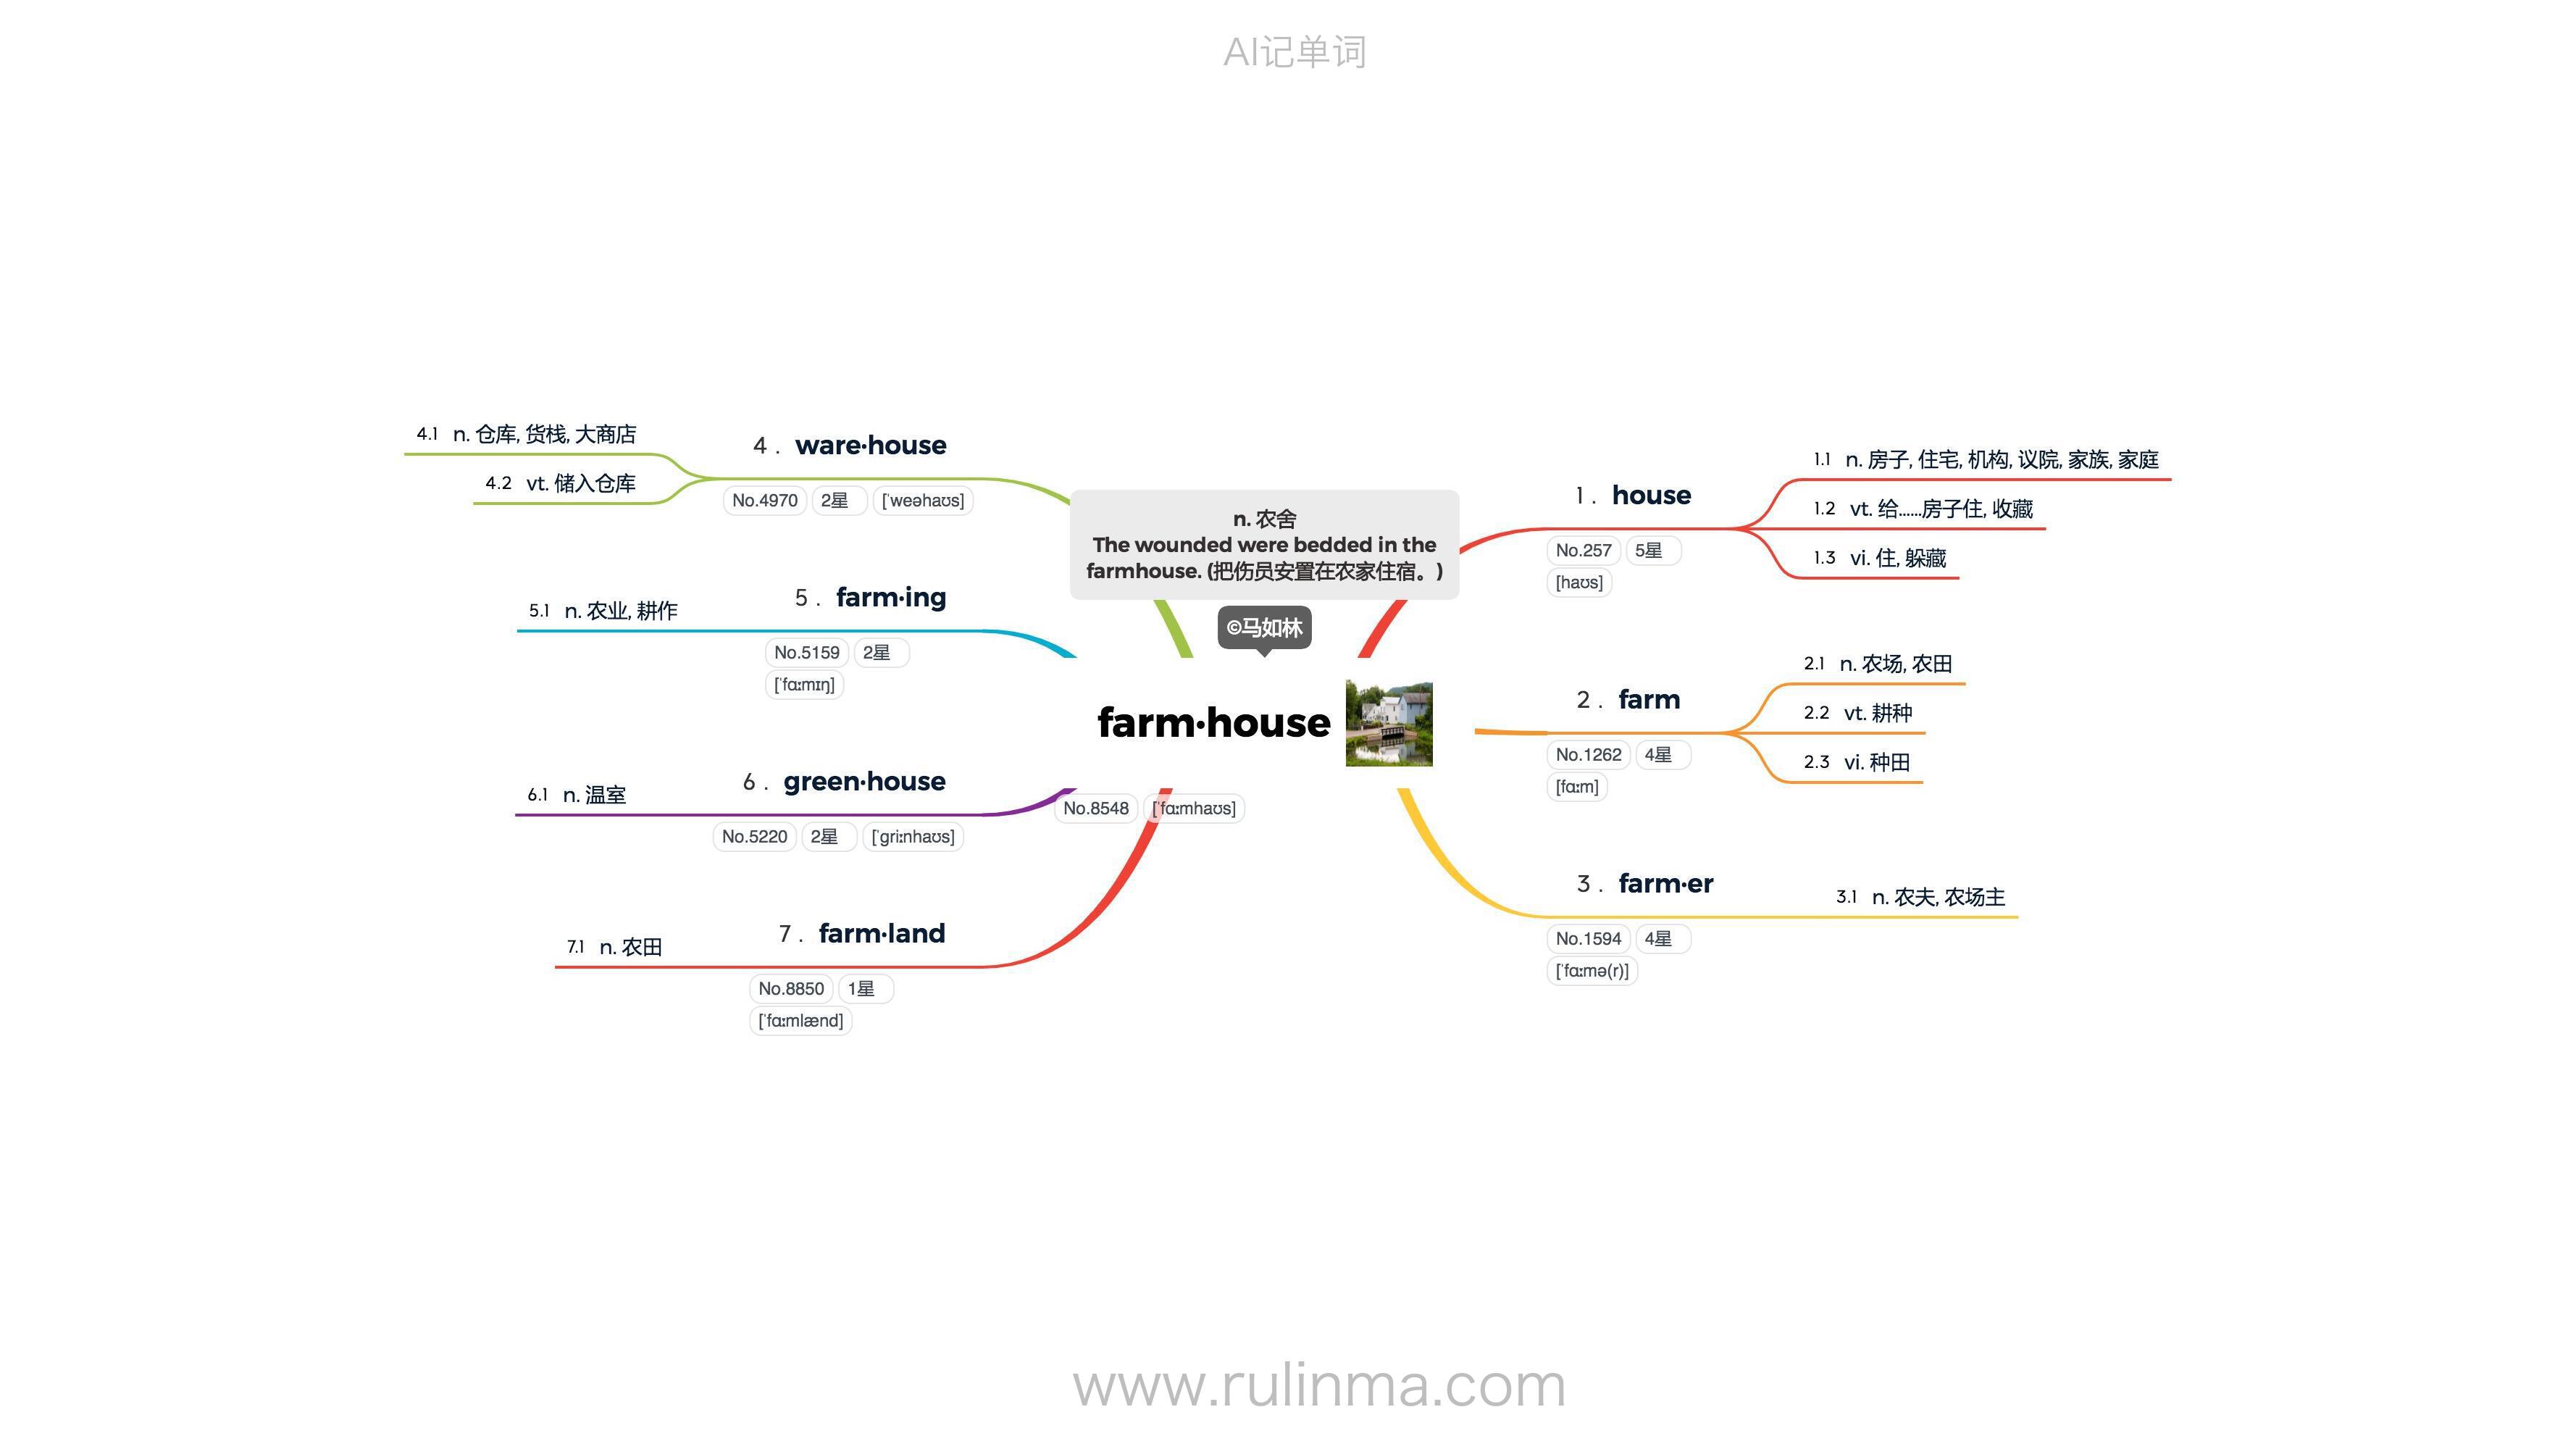 AI记单词
n. 农舍
The wounded were bedded in the
farmhouse. (把伤员安置在农家住宿。)
©马如林
farm·house
No.8548 [ˈfɑːmhaʊs]
1 . house
No.257 5星
[haʊs]
1.1 n. 房子, 住宅, 机构, 议院, 家族, 家庭
1.2 vt. 给......房子住, 收藏
1.3 vi. 住, 躲藏
2 . farm
No.1262 4星
[fɑːm]
2.1 n. 农场, 农田
2.2 vt. 耕种
2.3 vi. 种田
3 . farm·er
No.1594 4星
[ˈfɑːmə(r)]
3.1 n. 农夫, 农场主
4 . ware·house
No.4970 2星 [ˈweəhaʊs]
4.1 n. 仓库, 货栈, 大商店
4.2 vt. 储入仓库
5 . farm·ing
No.5159 2星
[ˈfɑːmɪŋ]
5.1 n. 农业, 耕作
6 . green·house
No.5220 2星 [ˈgriːnhaʊs]
6.1 n. 温室
7 . farm·land
No.8850 1星
[ˈfɑːmlænd]
7.1 n. 农田
www.rulinma.com